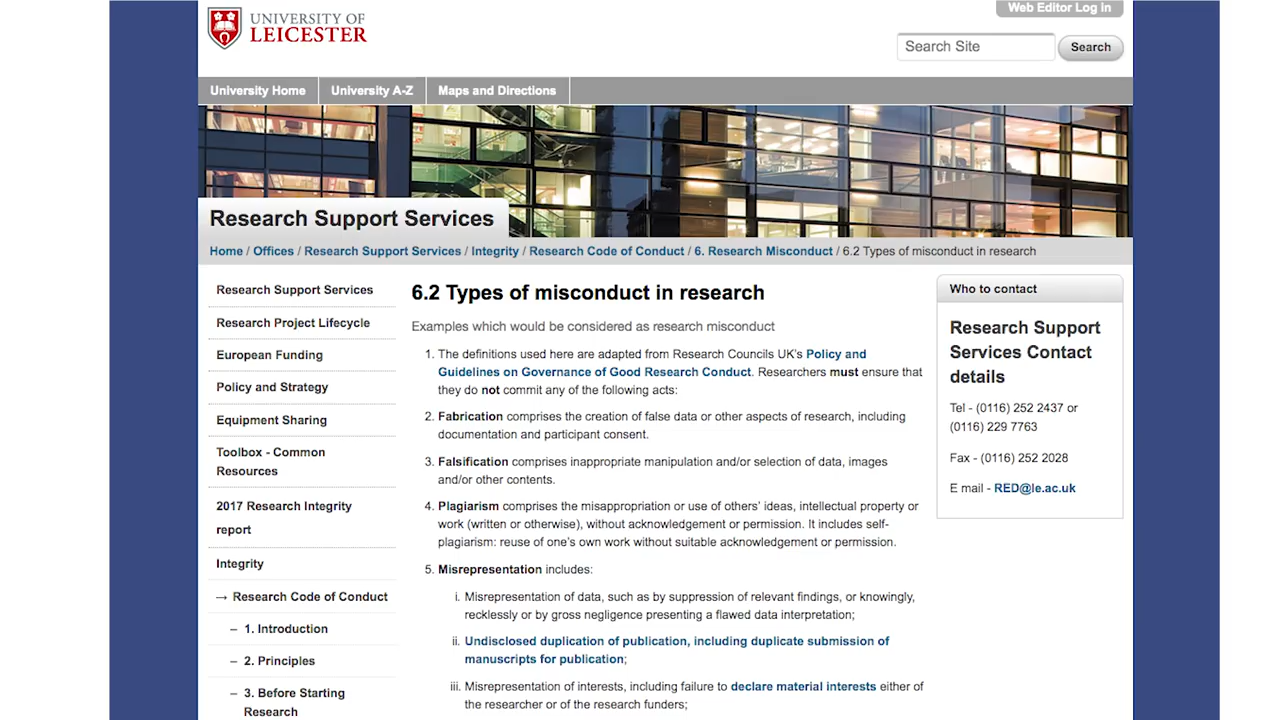 UNIVERSITY OF
LEICESTER
Web Editor Log in
Search Site
Search
University Home
University A-Z
Maps and Directions
Research Support Services
Home / Offices / Research Support Services / Integrity / Research Code of Conduct / 6. Research Misconduct / 6.2 Types of misconduct in research
Research Support Services
Research Project Lifecycle
European Funding
Policy and Strategy
Equipment Sharing
Toolbox - Common
Resources
2017 Research Integrity
report
Integrity
→ Research Code of Conduct
– 1. Introduction
– 2. Principles
– 3. Before Starting
Research
6.2 Types of misconduct in research
Examples which would be considered as research misconduct
1. The definitions used here are adapted from Research Councils UK's Policy and
Guidelines on Governance of Good Research Conduct. Researchers must ensure that
they do not commit any of the following acts:
2. Fabrication comprises the creation of false data or other aspects of research, including
documentation and participant consent.
3. Falsification comprises inappropriate manipulation and/or selection of data, images
and/or other contents.
4. Plagiarism comprises the misappropriation or use of others' ideas, intellectual property or
work (written or otherwise), without acknowledgement or permission. It includes self-
plagiarism: reuse of one's own work without suitable acknowledgement or permission.
5. Misrepresentation includes:
i. Misrepresentation of data, such as by suppression of relevant findings, or knowingly,
recklessly or by gross negligence presenting a flawed data interpretation;
ii. Undisclosed duplication of publication, including duplicate submission of
manuscripts for publication;
iii. Misrepresentation of interests, including failure to declare material interests either of
the researcher or of the research funders;
Who to contact
Research Support
Services Contact
details
Tel - (0116) 252 2437 or
(0116) 229 7763
Fax - (0116) 252 2028
E mail - RED@le.ac.uk